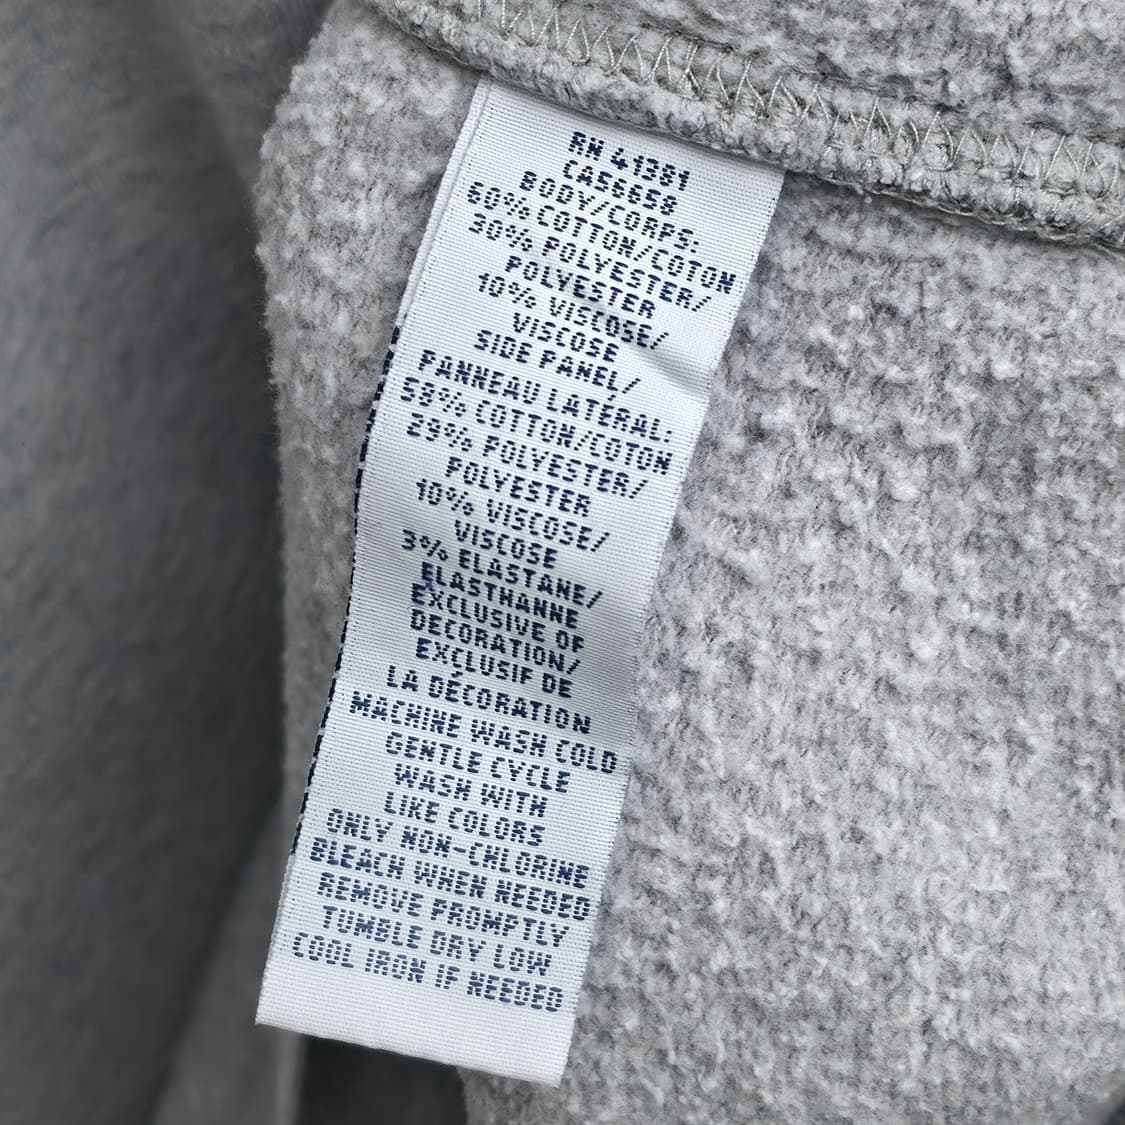 RN 41381
CA56658
BODY/CORPS:
60% COTTON/COTON
30% POLYESTER/
POLYESTER
10% VISCOSE/
VISCOSE
SIDE PANEL/
PANNEAU LATÉRAL:
58% COTTON/COTON
29% POLYESTER/
POLYESTER
10% VISCOSE/
VISCOSE
3% ELASTANE/
ELASTHANNE
EXCLUSIVE OF
DECORATION/
EXCLUSIF DE
LA DÉCORATION
MACHINE WASH COLD
GENTLE CYCLE
WASH WITH
LIKE COLORS
ONLY NON-CHLORINE
BLEACH WHEN NEEDED
REMOVE PROMPTLY
TUMBLE DRY LOW
COOL IRON IF NEEDED